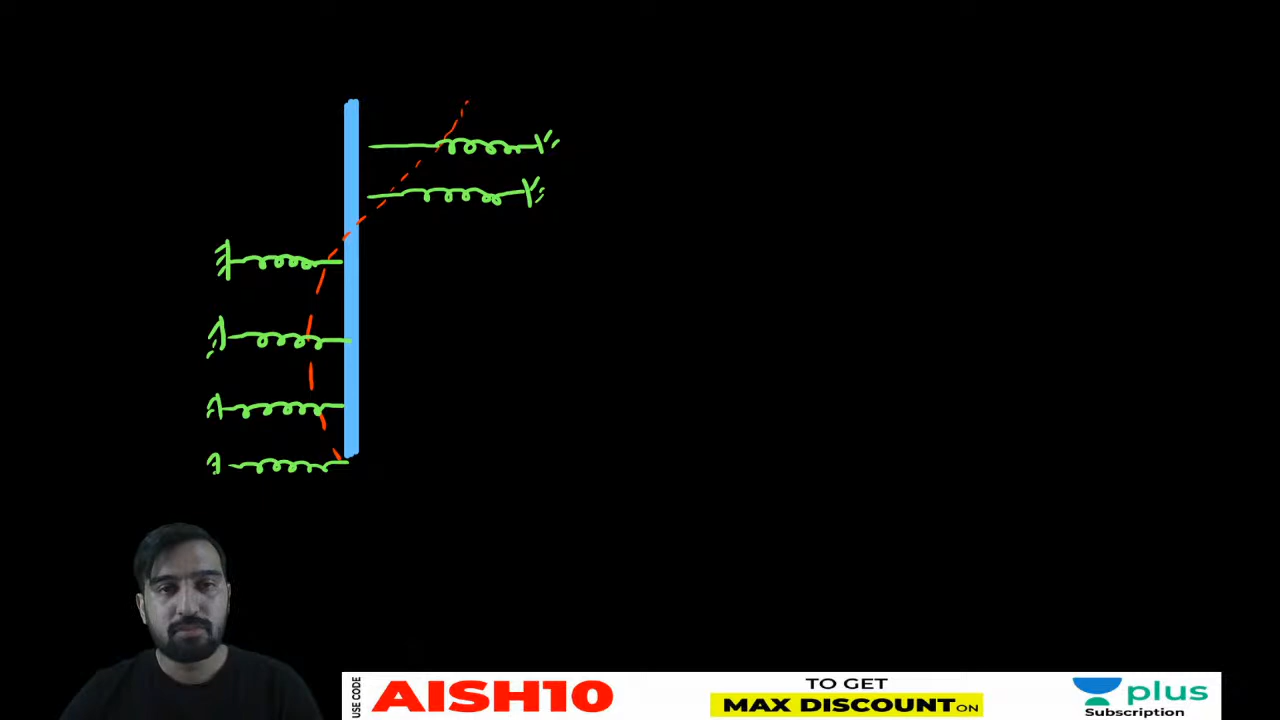 USE CODE
AISH10
TO GET
MAX DISCOUNT ON
plus
Subscription